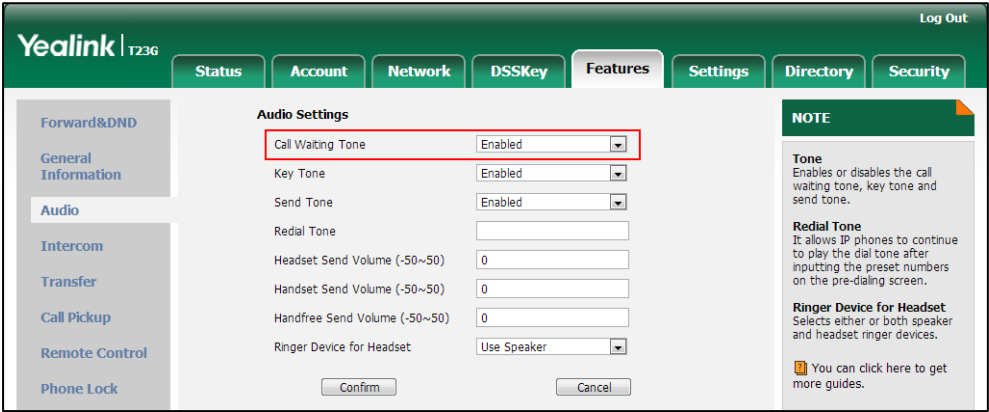 Log Out
Yealink T23G
Status Account Network DSSKey Features Settings Directory Security
Forward&DND
General
Information
Audio
Intercom
Transfer
Call Pickup
Remote Control
Phone Lock
Audio Settings
Call Waiting Tone Enabled
Key Tone Enabled
Send Tone Enabled
Redial Tone
Headset Send Volume (-50~50) 0
Handset Send Volume (-50~50) 0
Handfree Send Volume (-50~50) 0
Ringer Device for Headset Use Speaker
Confirm Cancel
NOTE
Tone
Enables or disables the call
waiting tone, key tone and
send tone.
Redial Tone
It allows IP phones to continue
to play the dial tone after
inputting the preset numbers
on the pre-dialing screen.
Ringer Device for Headset
Selects either or both speaker
and headset ringer devices.
You can click here to get
more guides.